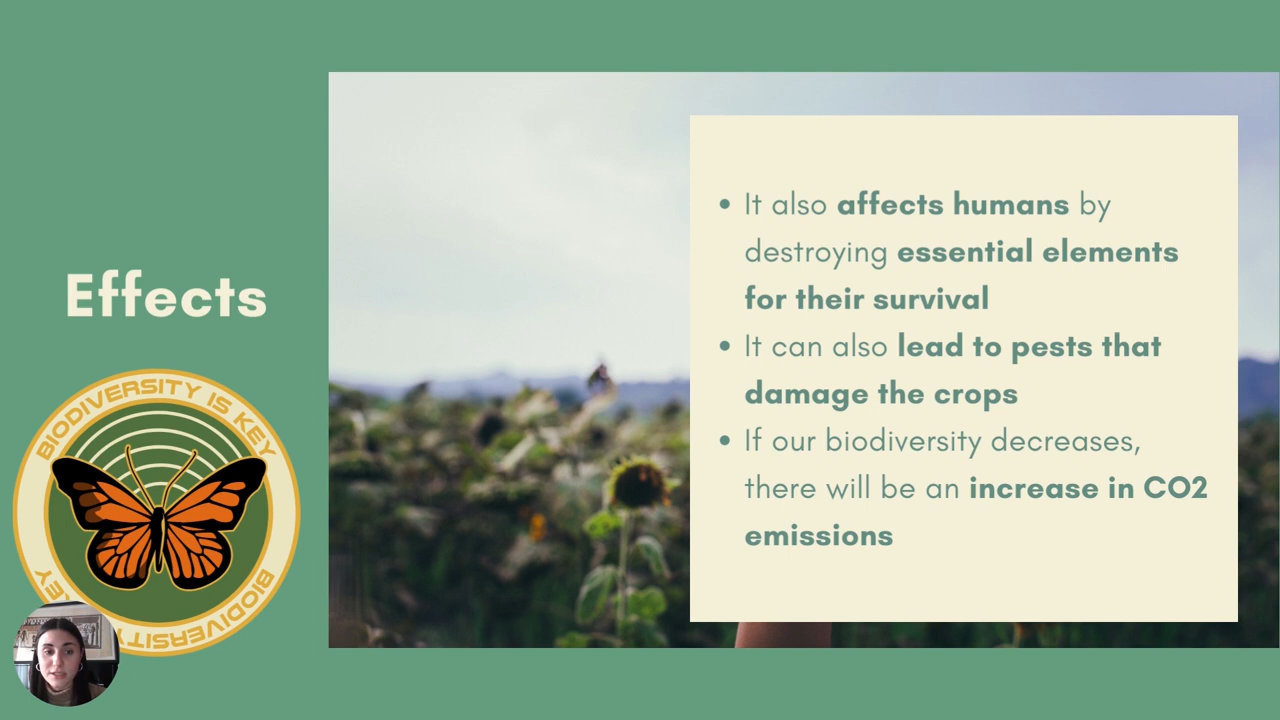 Effects
BIODIVERSITY IS KEY
BIODIVERSITY
KEY
• It also affects humans by
destroying essential elements
for their survival
• It can also lead to pests that
damage the crops
• If our biodiversity decreases,
there will be an increase in CO2
emissions